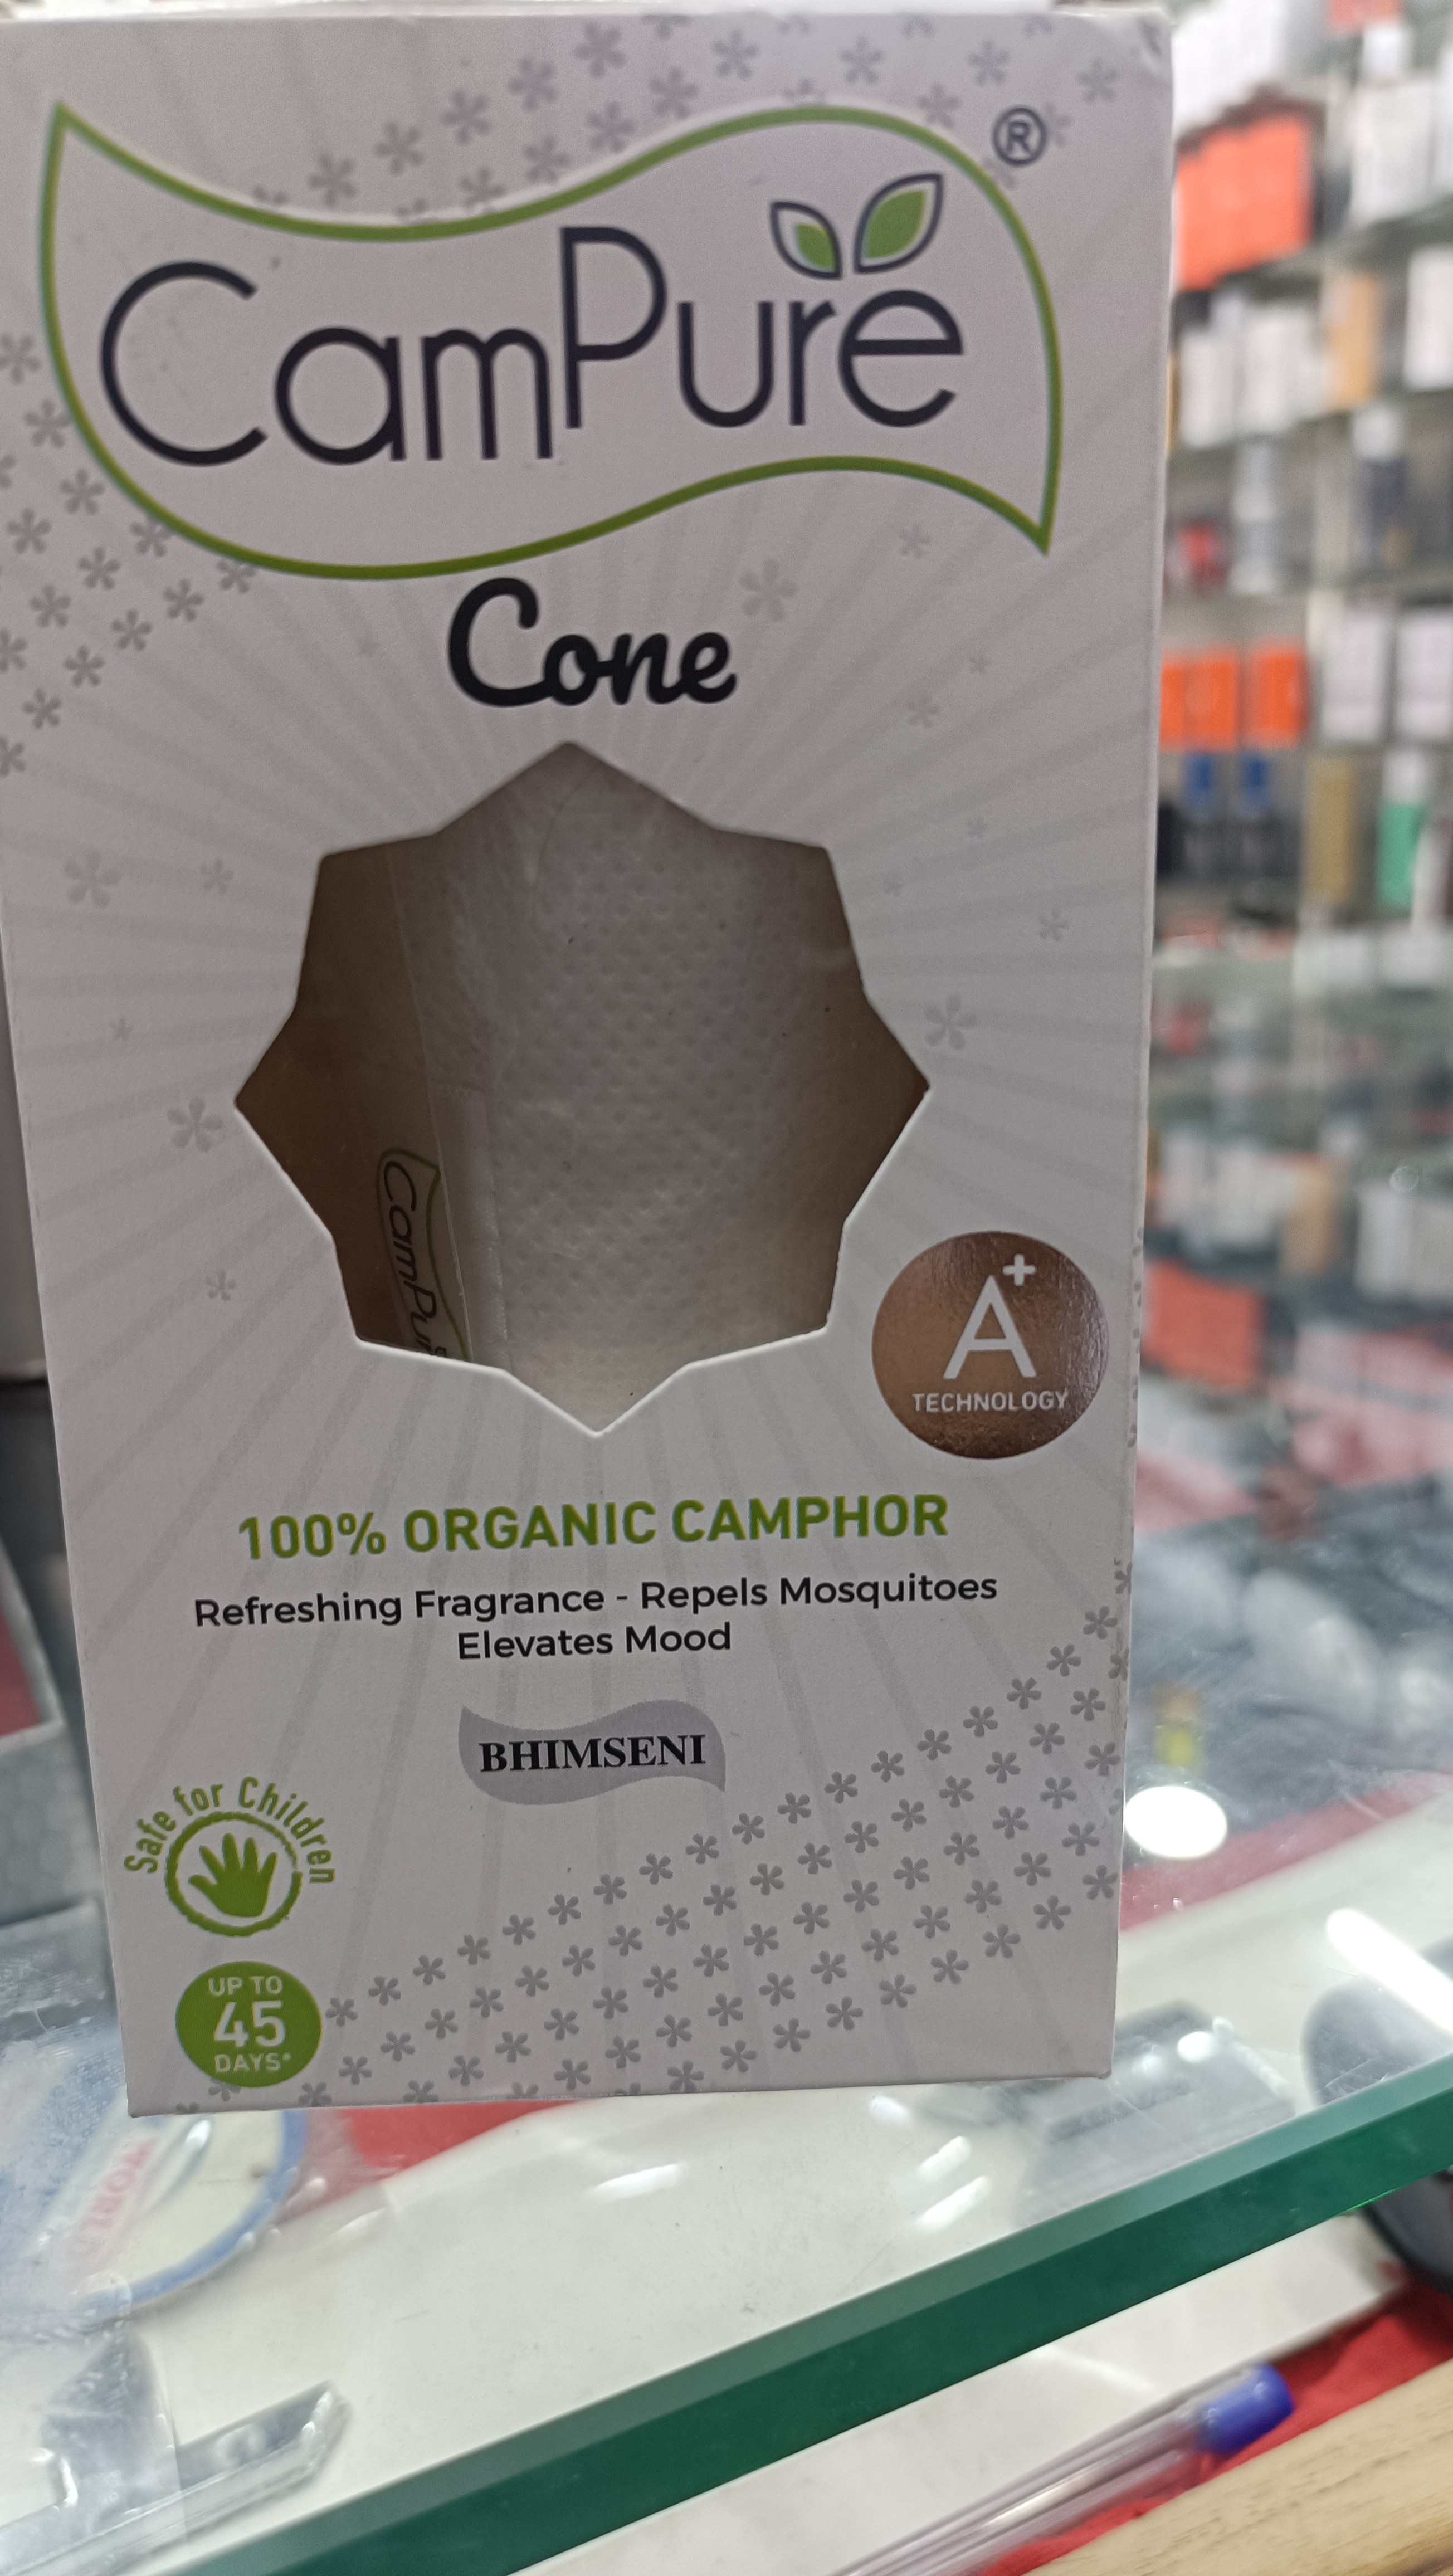 CamPure®
Cone
CamPu
A+
TECHNOLOGY
100% ORGANIC CAMPHOR
Refreshing Fragrance - Repels Mosquitoes
Elevates Mood
BHIMSENI
Safe for Children
UP TO
45
DAYS*